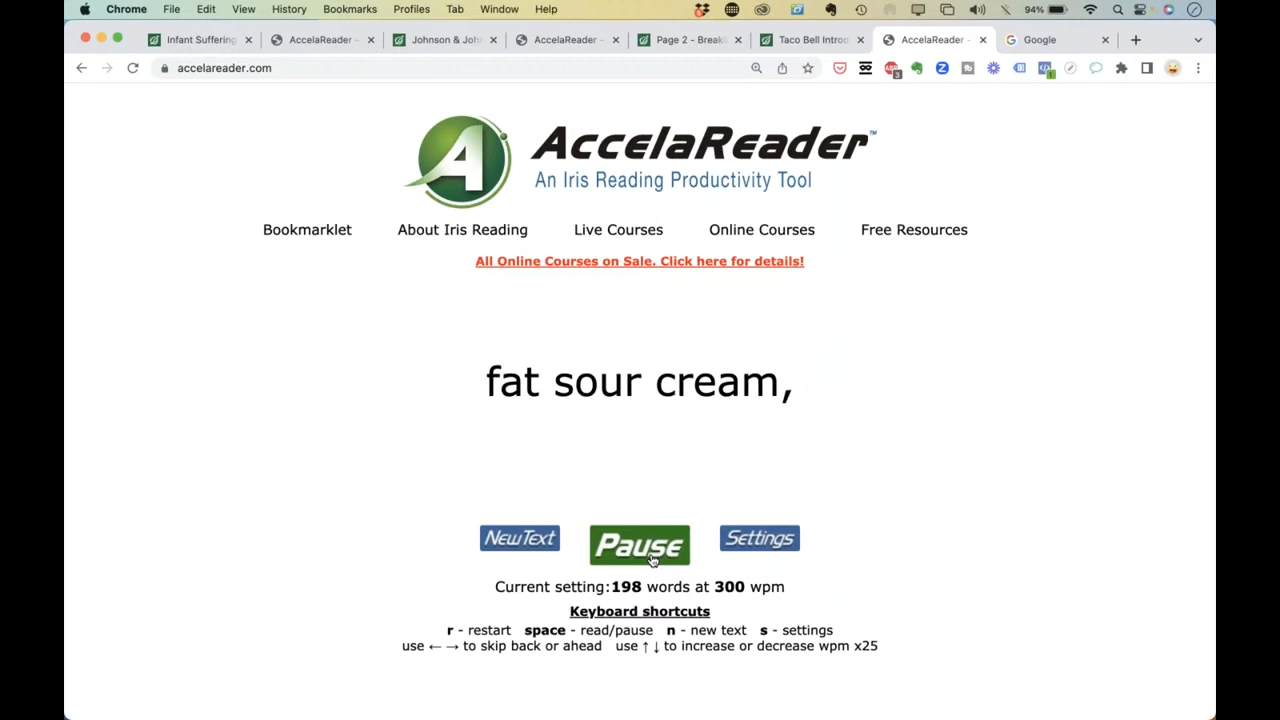 Chrome File Edit View History Bookmarks Profiles Tab Window Help 94%
Infant Suffering AccelaReader - Johnson & Joh AccelaReader - Page 2 - Break Taco Bell Introd AccelaReader - Google
accelareader.com
AccelaReader™
An Iris Reading Productivity Tool
Bookmarklet About Iris Reading Live Courses Online Courses Free Resources
All Online Courses on Sale. Click here for details!
fat sour cream,
New Text Pause Settings
Current setting:198 words at 300 wpm
Keyboard shortcuts
r - restart space - read/pause n - new text s - settings
use ← → to skip back or ahead use ↑ ↓ to increase or decrease wpm x25